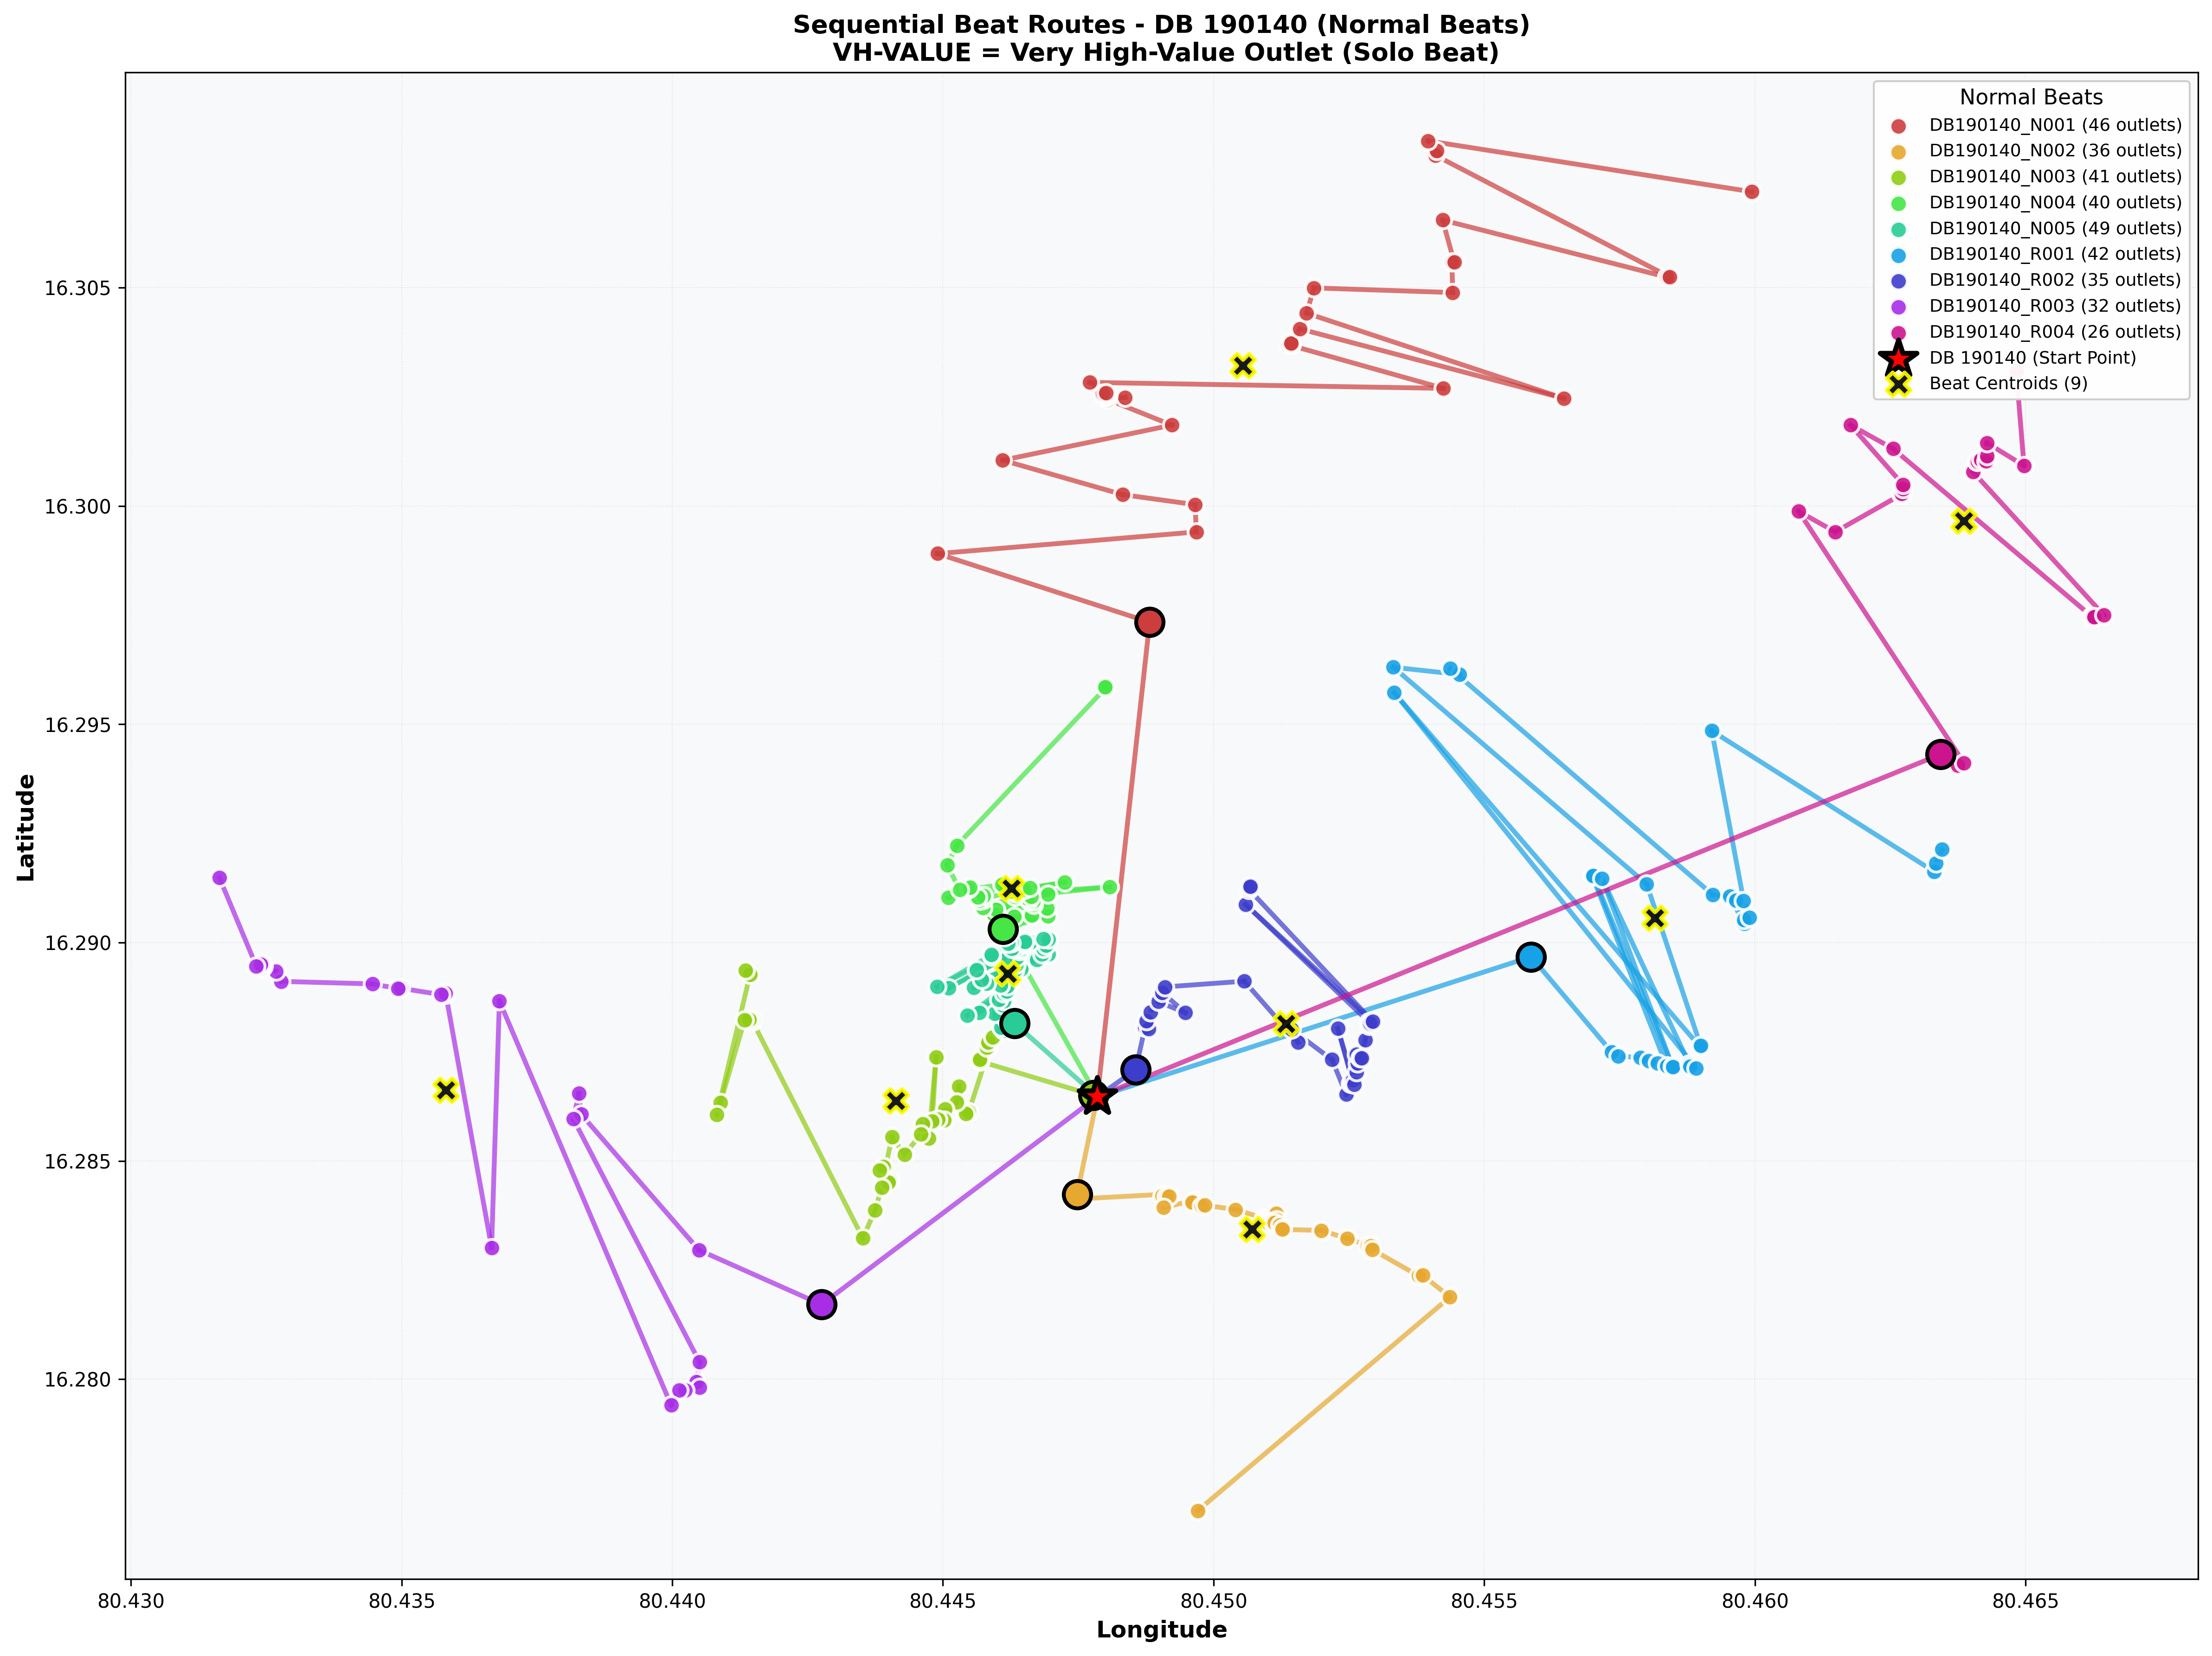 Sequential Beat Routes - DB 190140 (Normal Beats)
VH-VALUE = Very High-Value Outlet (Solo Beat)
Normal Beats
DB190140_N001 (46 outlets)
DB190140_N002 (36 outlets)
DB190140_N003 (41 outlets)
DB190140_N004 (40 outlets)
DB190140_N005 (49 outlets)
DB190140_R001 (42 outlets)
DB190140_R002 (35 outlets)
DB190140_R003 (32 outlets)
DB190140_R004 (26 outlets)
DB 190140 (Start Point)
Beat Centroids (9)
Latitude
16.305
16.300
16.295
16.290
16.285
16.280
80.430
80.435
80.440
80.445
80.450
80.455
80.460
80.465
Longitude